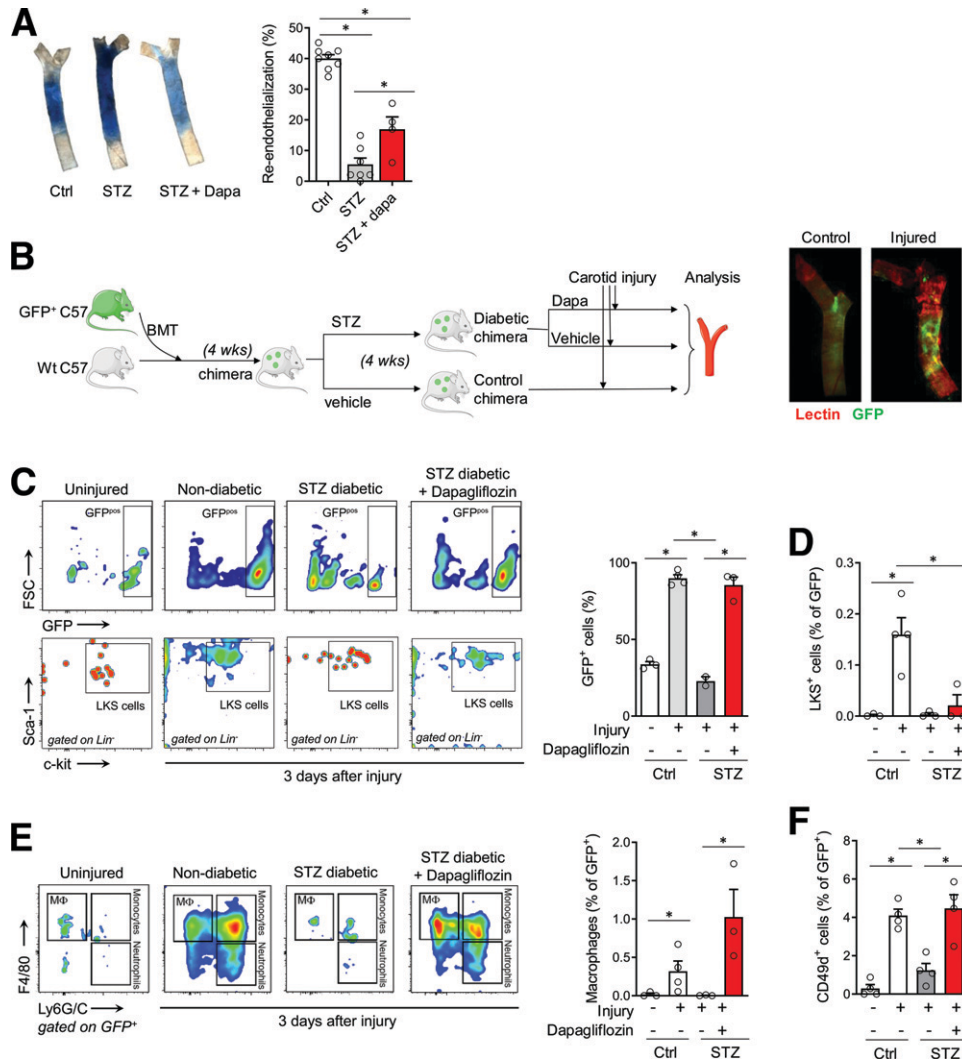 A
Ctrl
STZ
STZ + Dapa
Re-endothelialization (%)
50
40
30
20
10
0
*
*
*
Ctrl
STZ
STZ + dapa
B
GFP⁺ C57
BMT
Wt C57
(4 wks)
chimera
STZ
(4 wks)
vehicle
Diabetic
chimera
Control
chimera
Carotid injury
Dapa
Vehicle
Analysis
Control
Injured
Lectin GFP
C
Uninjured
Non-diabetic
STZ diabetic
STZ diabetic
+ Dapagliflozin
GFPᵖᵒˢ
GFPᵖᵒˢ
GFPᵖᵒˢ
GFPᵖᵒˢ
FSC
GFP
LKS cells
LKS cells
LKS cells
LKS cells
Sca-1
gated on Lin⁻
gated on Lin⁻
gated on Lin⁻
gated on Lin⁻
c-kit
3 days after injury
GFP⁺ cells (%)
100
50
0
*
*
*
Injury - + + +
Dapagliflozin - - - +
Ctrl STZ
D
LKS⁺ cells (% of GFP)
0.3
0.2
0.1
0.0
*
*
- + + +
- - - +
Ctrl STZ
E
Uninjured
Non-diabetic
STZ diabetic
STZ diabetic
+ Dapagliflozin
MΦ
Monocytes
Neutrophils
MΦ
Monocytes
Neutrophils
MΦ
Monocytes
Neutrophils
MΦ
Monocytes
Neutrophils
F4/80
Ly6G/C
gated on GFP⁺
3 days after injury
Macrophages (% of GFP⁺)
2.0
1.5
1.0
0.5
0.0
*
*
Injury - + + +
Dapagliflozin - - - +
Ctrl STZ
F
CD49d⁺ cells (% of GFP⁺)
6
4
2
0
*
*
*
- + + +
- - - +
Ctrl STZ